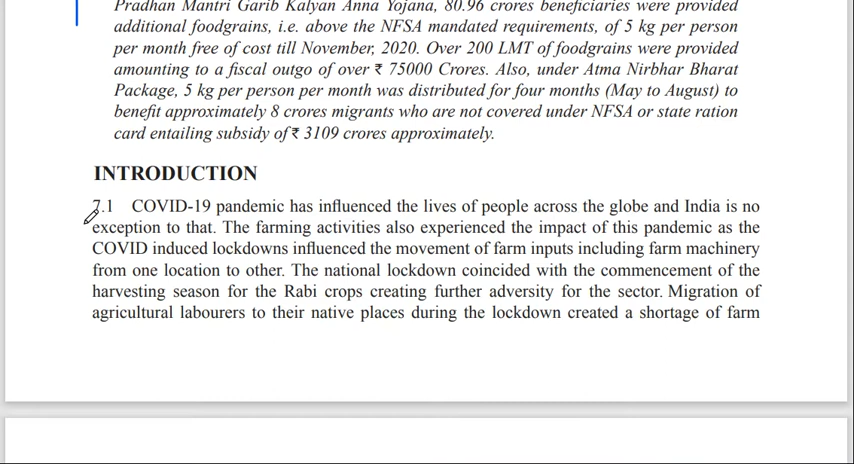 Pradhan Mantri Garib Kalyan Anna Yojana, 80.96 crores beneficiaries were provided
additional foodgrains, i.e. above the NFSA mandated requirements, of 5 kg per person
per month free of cost till November, 2020. Over 200 LMT of foodgrains were provided
amounting to a fiscal outgo of over ₹ 75000 Crores. Also, under Atma Nirbhar Bharat
Package, 5 kg per person per month was distributed for four months (May to August) to
benefit approximately 8 crores migrants who are not covered under NFSA or state ration
card entailing subsidy of ₹ 3109 crores approximately.
INTRODUCTION
7.1 COVID-19 pandemic has influenced the lives of people across the globe and India is no
exception to that. The farming activities also experienced the impact of this pandemic as the
COVID induced lockdowns influenced the movement of farm inputs including farm machinery
from one location to other. The national lockdown coincided with the commencement of the
harvesting season for the Rabi crops creating further adversity for the sector. Migration of
agricultural labourers to their native places during the lockdown created a shortage of farm